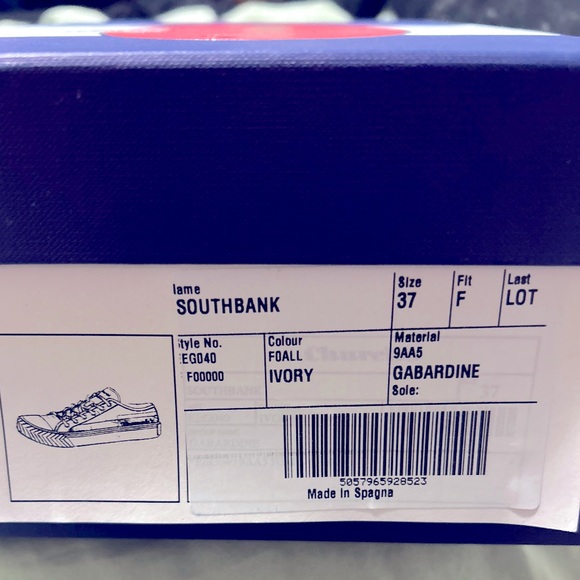 lame
SOUTHBANK
Size
37
Fit
F
Last
LOT
tyle No.
EG040
F00000
Colour
F0ALL
IVORY
Material
9AA5
GABARDINE
Sole:
5057965928523
Made In Spagna